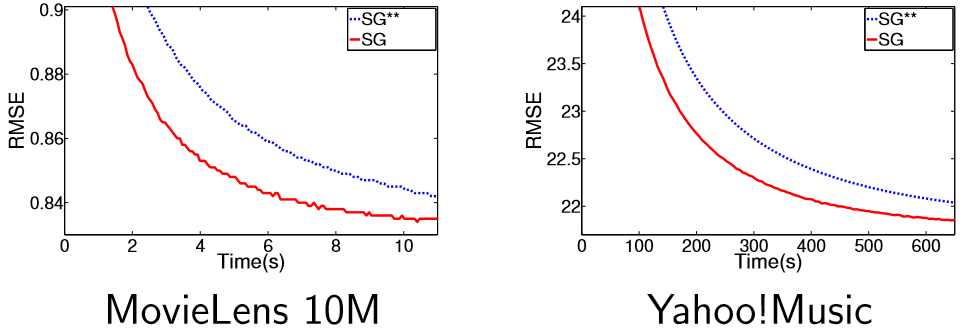 0.9
0.88
0.86
0.84
RMSE
SG**
SG
0 2 4 6 8 10
Time(s)
MovieLens 10M
24
23.5
23
22.5
22
RMSE
SG**
SG
0 100 200 300 400 500 600
Time(s)
Yahoo!Music